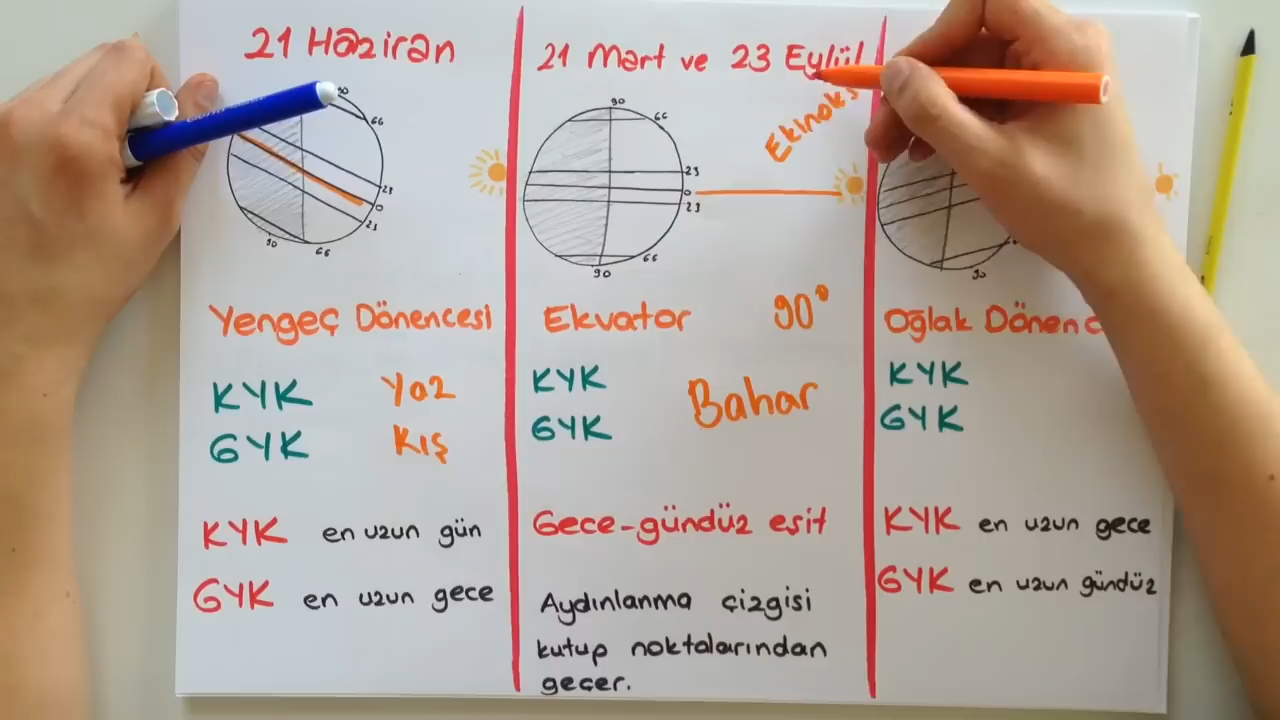 21 Haziran
90
66
23
0
23
66
90
Yengeç Dönencesi
KYK Yaz
GYK Kış
KYK en uzun gün
GYK en uzun gece
21 Mart ve 23 Eylül
Ekinoks
90
66
23
0
23
66
90
Ekvator 90°
KYK
GYK
Bahar
Gece-gündüz eşit
Aydınlanma çizgisi
kutup noktalarından
geçer.
90
Oğlak
KYK
GYK
KYK en uzun gece
GYK en uzun gündüz